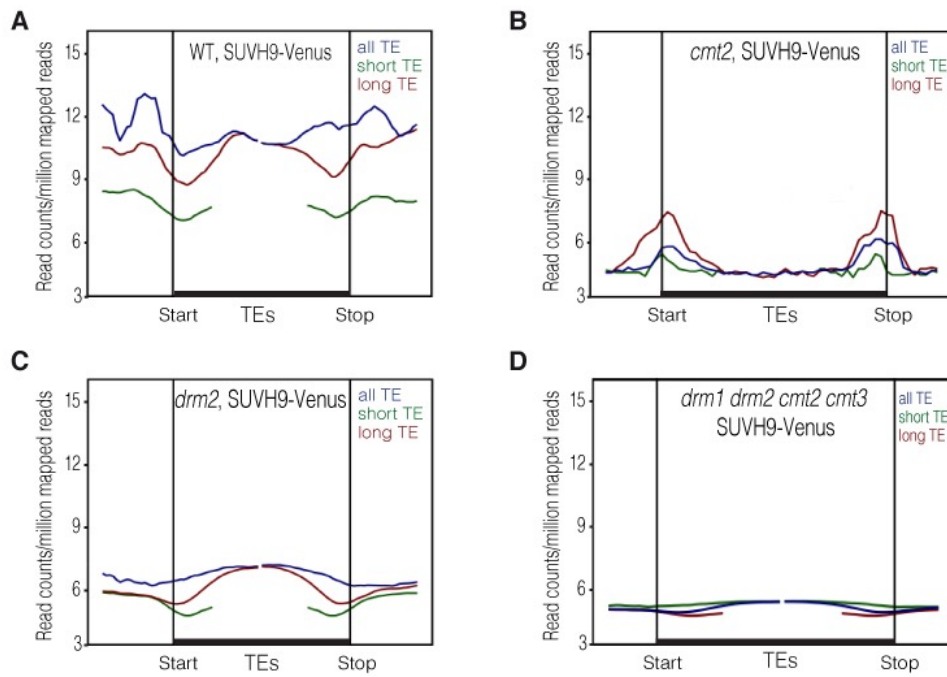 A
Read counts/million mapped reads
15
12
9
6
3
WT, SUVH9-Venus
all TE
short TE
long TE
Start
TEs
Stop
B
Read counts/million mapped reads
15
12
9
6
3
cmt2, SUVH9-Venus
all TE
short TE
long TE
Start
TEs
Stop
C
Read counts/million mapped reads
15
12
9
6
3
drm2, SUVH9-Venus
all TE
short TE
long TE
Start
TEs
Stop
D
Read counts/million mapped reads
15
12
9
6
3
drm1 drm2 cmt2 cmt3
SUVH9-Venus
all TE
short TE
long TE
Start
TEs
Stop